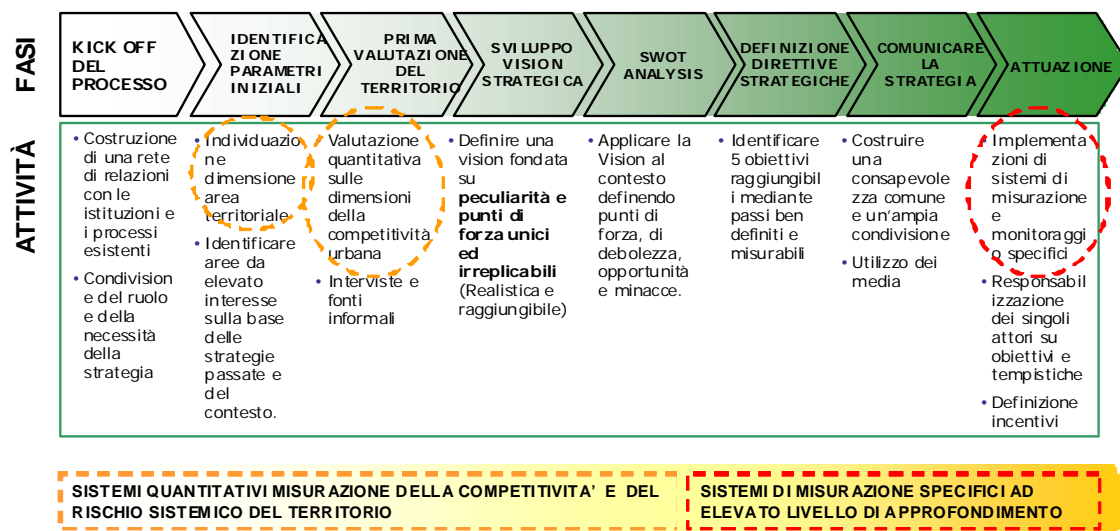 FASI
KICK OFF
DEL
PROCESSO
IDENTIFICA
ZIONE
PARAMETRI
INIZIALI
PRIMA
VALUTAZIONE
DEL
TERRITORIO
SVILUPPO
VISION
STRATEGICA
SWOT
ANALYSIS
DEFINIZIONE
DIRETTIVE
STRATEGICHE
COMUNICARE
LA
STRATEGIA
ATTUAZIONE
ATTIVITÀ
• Costruzione
di una rete
di relazioni
con le
istituzioni e
i processi
esistenti
• Condivision
e del ruolo
e della
necessità
della
strategia
• Individuazio
ne
dimensione
area
territoriale
• Identificare
aree da
elevato
interesse
sulla base
delle
strategie
passate e
del
contesto.
• Valutazione
quantitativa
sulle
dimensioni
della
competitività
urbana
• Interviste e
fonti
informali
• Definire una
vision fondata
su
peculiarità e
punti di
forza unici
ed
irreplicabili
(Realistica e
raggiungibile)
• Applicare la
Vision al
contesto
definendo
punti di
forza, di
debolezza,
opportunità
e minacce.
• Identificare
5 obiettivi
raggiungibil
i mediante
passi ben
definiti e
misurabili
• Costruire
una
consapevole
zza comune
e un'ampia
condivisione
• Utilizzo dei
media
• Implementa
zioni di
sistemi di
misurazione
e
monitoraggi
o specifici
• Responsabil
izzazione
dei singoli
attori su
obiettivi e
tempistiche
• Definizione
incentivi
SISTEMI QUANTITATIVI MISURAZIONE DELLA COMPETITIVITA' E DEL
RISCHIO SISTEMICO DEL TERRITORIO
SISTEMI DI MISURAZIONE SPECIFICI AD
ELEVATO LIVELLO DI APPROFONDIMENTO